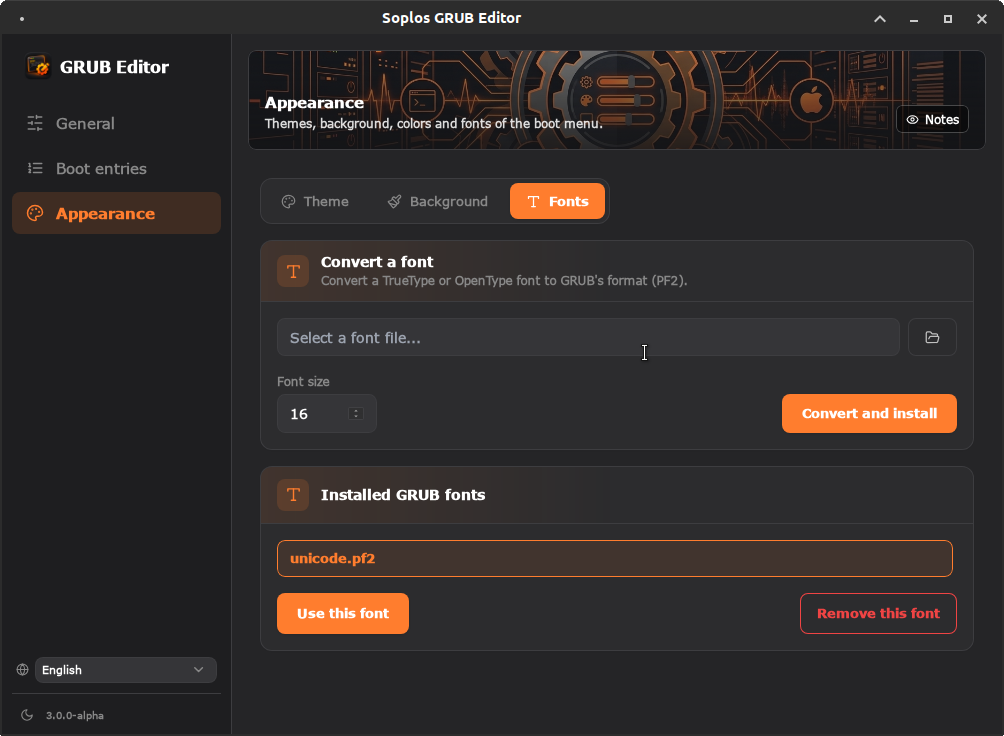 Soplos GRUB Editor
GRUB Editor
General
Boot entries
Appearance
English
3.0.0-alpha
Appearance
Themes, background, colors and fonts of the boot menu.
Notes
Theme
Background
Fonts
Convert a font
Convert a TrueType or OpenType font to GRUB's format (PF2).
Select a font file...
Font size
16
Convert and install
Installed GRUB fonts
unicode.pf2
Use this font
Remove this font